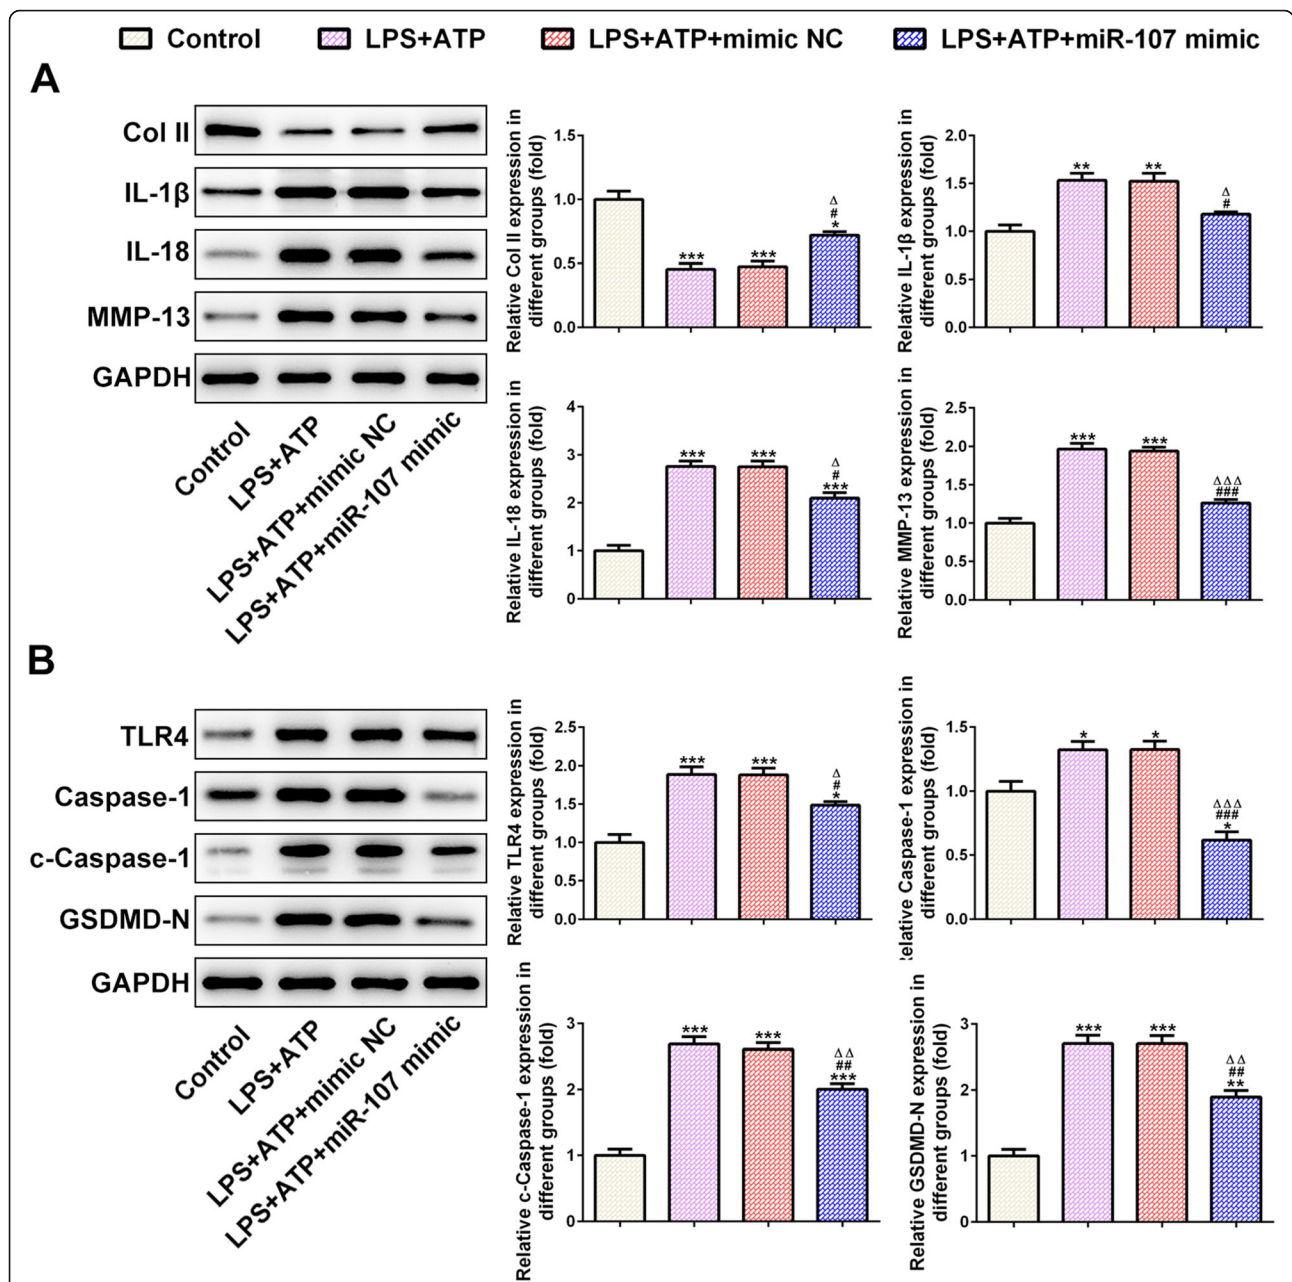 Control LPS+ATP LPS+ATP+mimic NC LPS+ATP+miR-107 mimic
A
Col II
IL-1β
IL-18
MMP-13
GAPDH
Control
LPS+ATP
LPS+ATP+mimic NC
LPS+ATP+miR-107 mimic
Relative Col II expression in
different groups (fold)
1.5
1.0
0.5
0.0
***
***
Δ
#
*
Relative IL-1β expression in
different groups (fold)
2.0
1.5
1.0
0.5
0.0
**
**
Δ
#
Relative IL-18 expression in
different groups (fold)
4
3
2
1
0
***
***
Δ
#
***
Relative MMP-13 expression in
different groups (fold)
2.5
2.0
1.5
1.0
0.5
0.0
***
***
ΔΔΔ
###
B
TLR4
Caspase-1
c-Caspase-1
GSDMD-N
GAPDH
Control
LPS+ATP
LPS+ATP+mimic NC
LPS+ATP+miR-107 mimic
Relative TLR4 expression in
different groups (fold)
2.5
2.0
1.5
1.0
0.5
0.0
***
***
Δ
#
*
Relative Caspase-1 expression in
different groups (fold)
1.5
1.0
0.5
0.0
*
*
ΔΔΔ
###
*
Relative c-Caspase-1 expression in
different groups (fold)
3
2
1
0
***
***
ΔΔ
##
***
Relative GSDMD-N expression in
different groups (fold)
3
2
1
0
***
***
ΔΔ
##
**